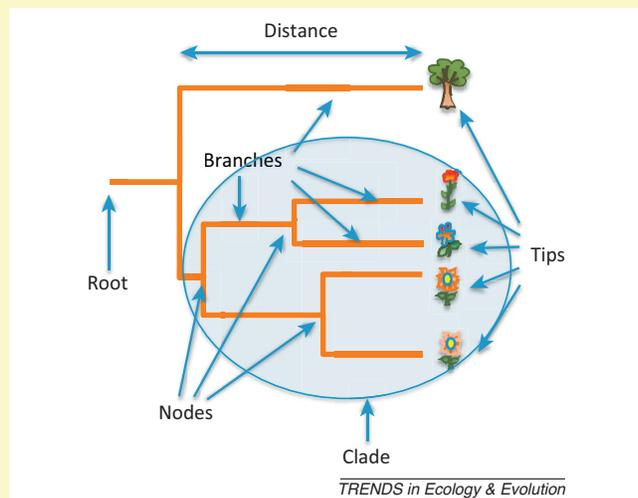 Distance
Branches
Root
Tips
Nodes
Clade
TRENDS in Ecology & Evolution